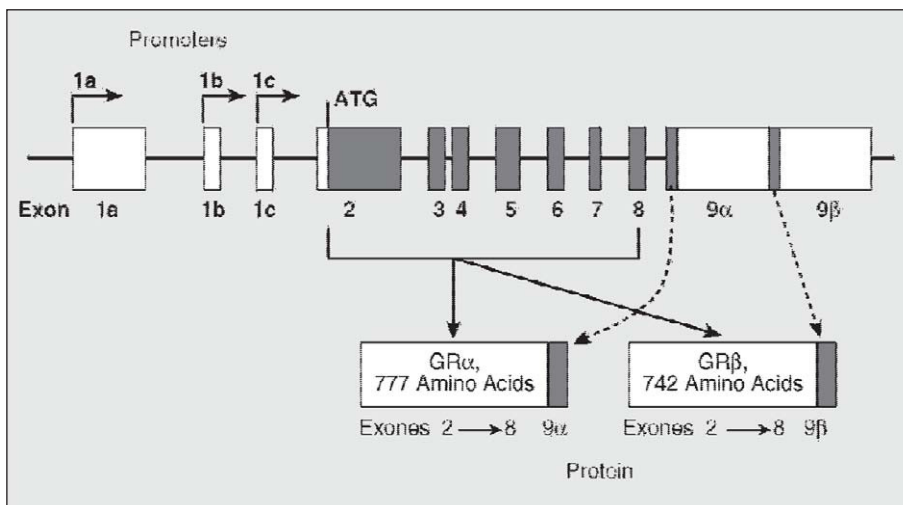 Promoters
1a 1b 1c
ATG
Exon 1a 1b 1c 2 3 4 5 6 7 8 9α 9β
GRα,
777 Amino Acids
GRβ,
742 Amino Acids
Exones 2 → 8 9α
Exones 2 → 8 9β
Protein